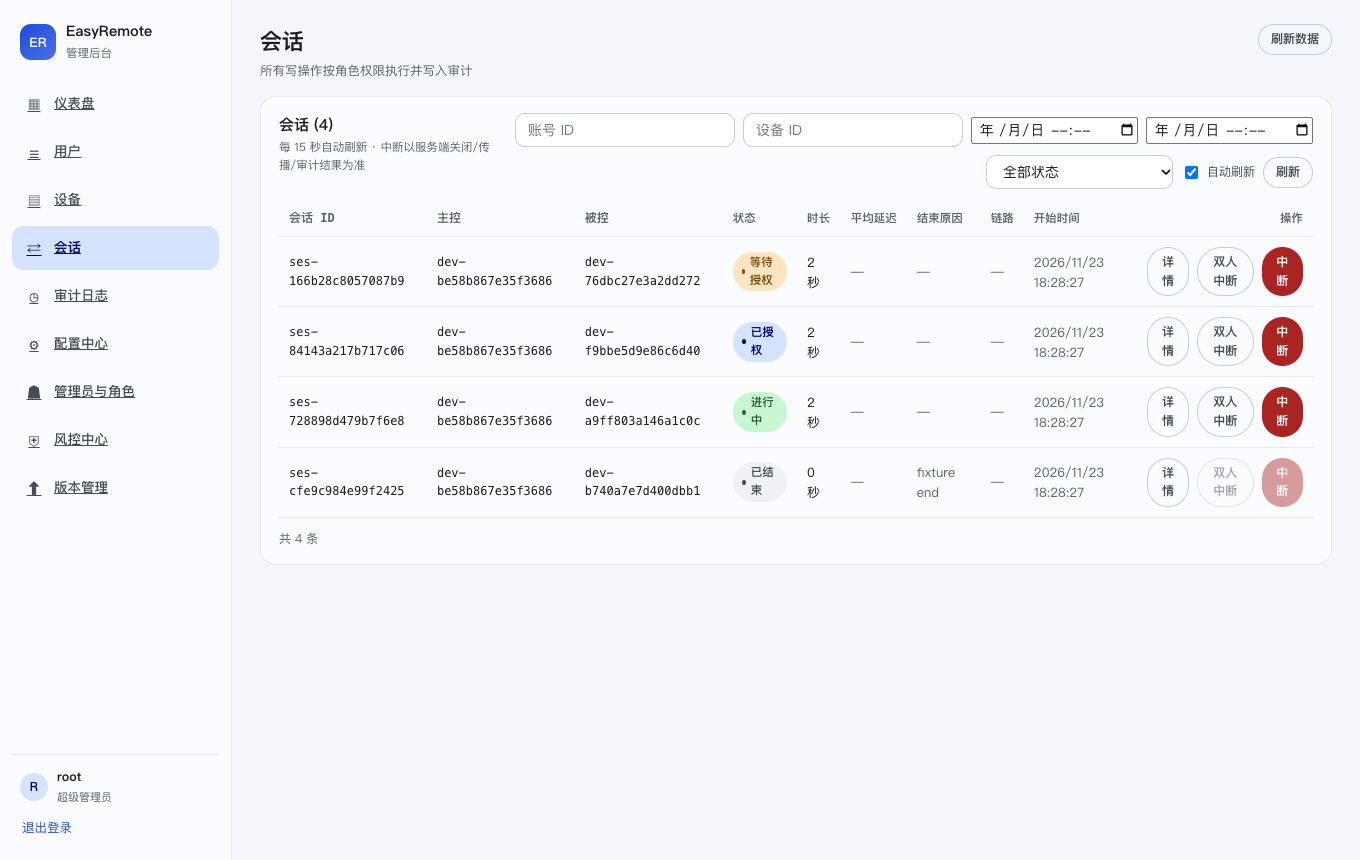 ER
EasyRemote
管理后台
仪表盘
用户
设备
会话
审计日志
配置中心
管理员与角色
风控中心
版本管理
R
root
超级管理员
退出登录
会话
所有写操作按角色权限执行并写入审计
刷新数据
会话 (4)
每 15 秒自动刷新 · 中断以服务端关闭/传
播/审计结果为准
账号 ID
设备 ID
年 /月/日 --:--
年 /月/日 --:--
全部状态
自动刷新
刷新
会话 ID 主控 被控 状态 时长 平均延迟 结束原因 链路 开始时间 操作
ses-
166b28c8057087b9
dev-
be58b867e35f3686
dev-
76dbc27e3a2dd272
等待
授权
2
秒
—
—
—
2026/11/23
18:28:27
详
情
双人
中断
中
断
ses-
84143a217b717c06
dev-
be58b867e35f3686
dev-
f9bbe5d9e86c6d40
已授
权
2
秒
—
—
—
2026/11/23
18:28:27
详
情
双人
中断
中
断
ses-
728898d479b7f6e8
dev-
be58b867e35f3686
dev-
a9ff803a146a1c0c
进行
中
2
秒
—
—
—
2026/11/23
18:28:27
详
情
双人
中断
中
断
ses-
cfe9c984e99f2425
dev-
be58b867e35f3686
dev-
b740a7e7d400dbb1
已结
束
0
秒
—
fixture
end
—
2026/11/23
18:28:27
详
情
双人
中断
中
断
共 4 条